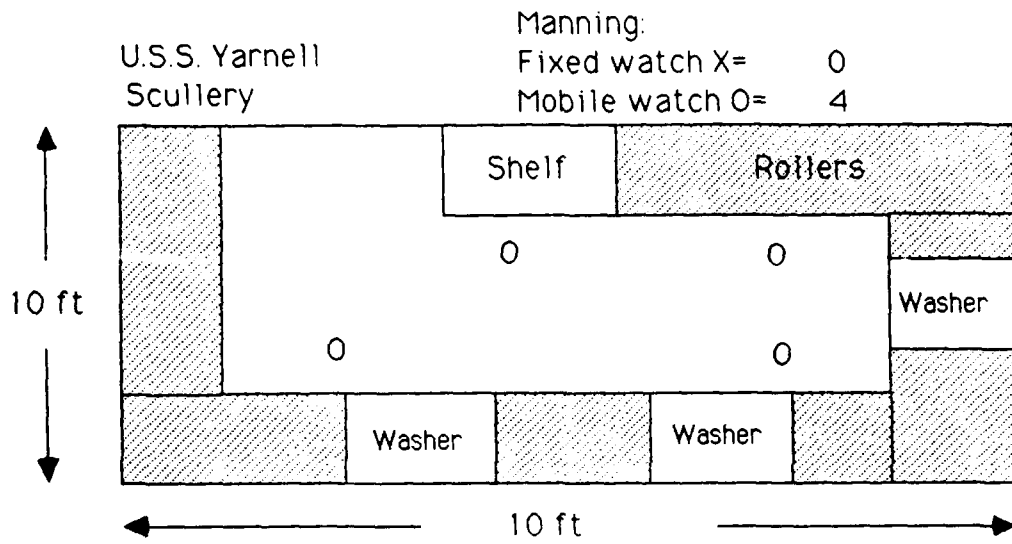 U.S.S. Yarnell
Scullery
Manning:
Fixed watch X= 0
Mobile watch O= 4
Shelf
Rollers
O
O
10 ft
Washer
O
O
Washer
Washer
10 ft